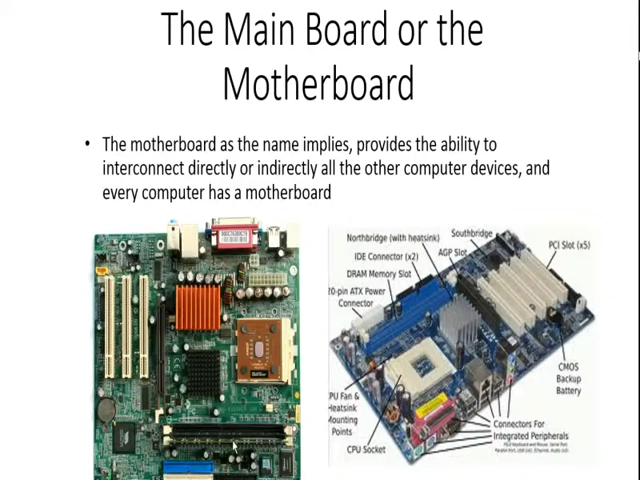 The Main Board or the
Motherboard
• The motherboard as the name implies, provides the ability to
interconnect directly or indirectly all the other computer devices, and
every computer has a motherboard
Northbridge (with heatsink)
Southbridge
IDE Connector (x2)
AGP Slot
PCI Slot (x5)
DRAM Memory Slot
20-pin ATX Power
Connector
CMOS
Backup
Battery
PU Fan &
Heatsink
Mounting
Points
CPU Socket
Connectors For
Integrated Peripherals